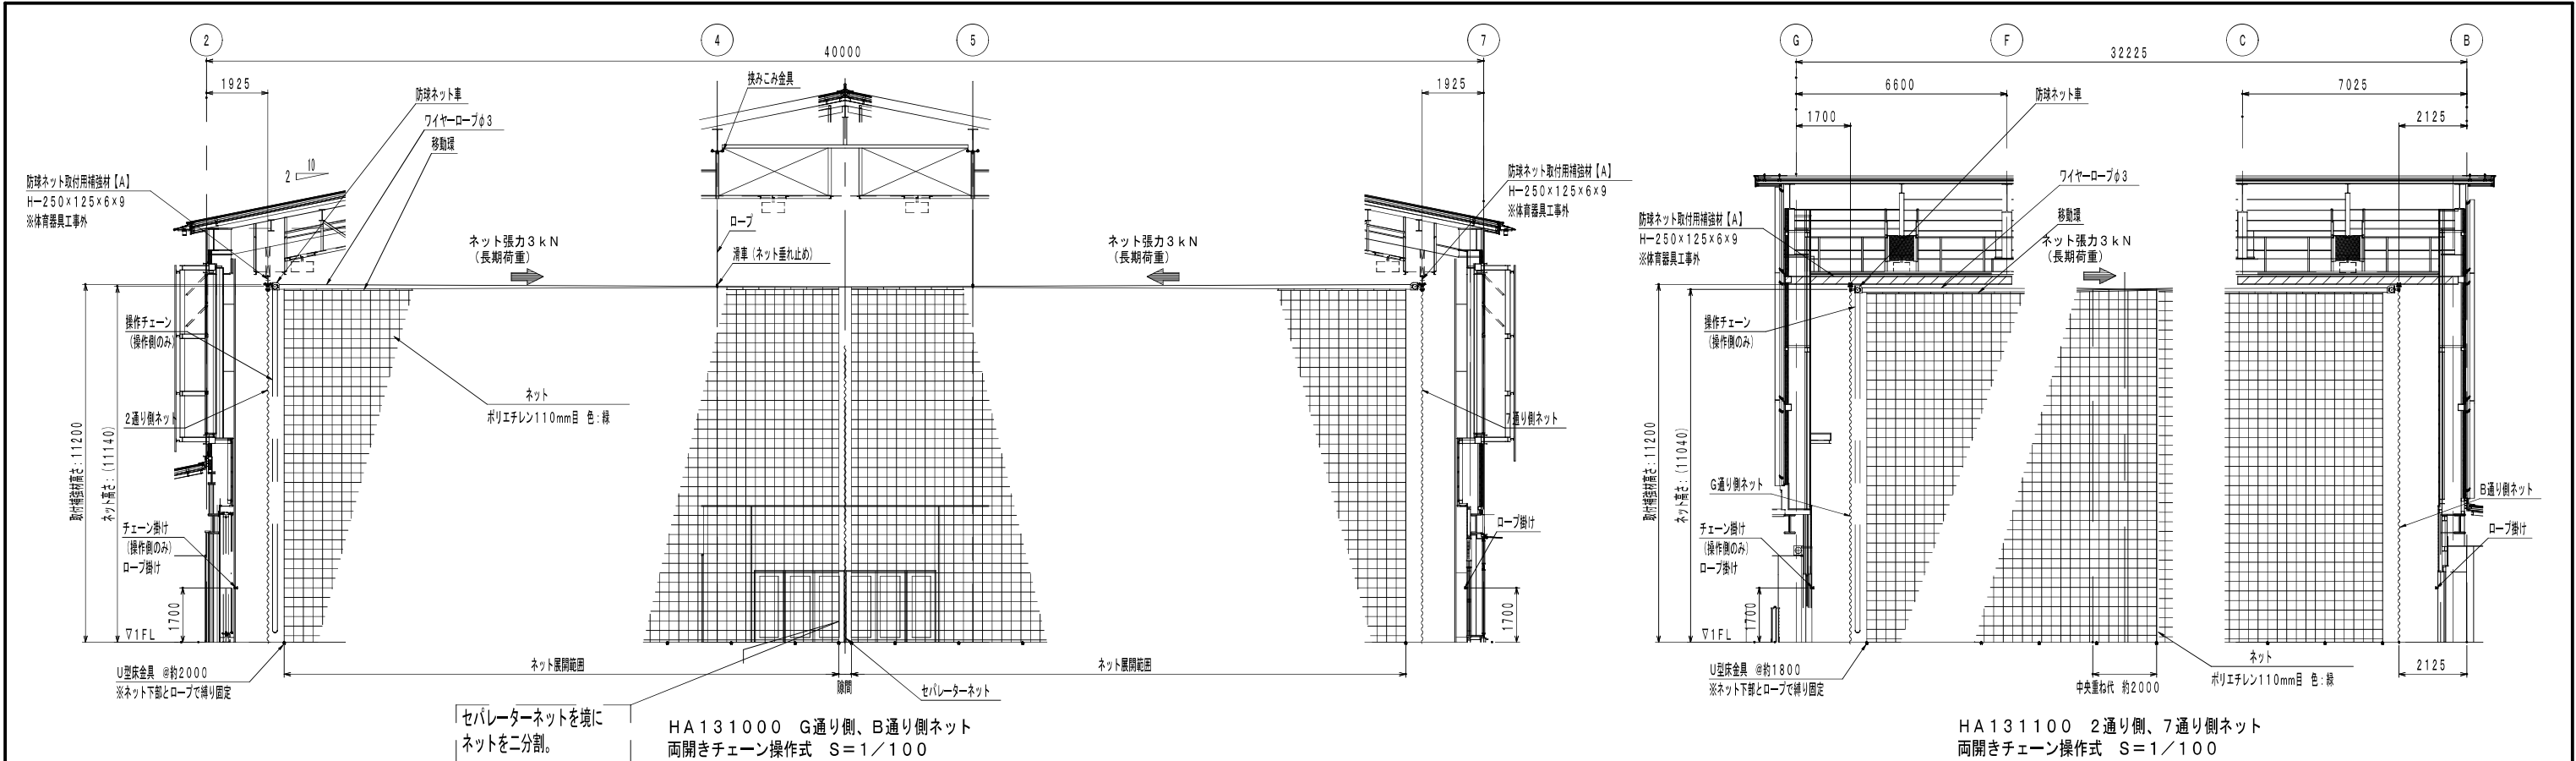 2
4
5
7
40000
1925
1925
挟みこみ金具
防球ネット車
ワイヤーロープφ3
移動環
10
2
防球ネット取付用補強材【A】
H−250×125×6×9
※体育器具工事外
ネット張力3kN
(長期荷重)
ロープ
滑車（ネット垂れ止め）
ネット張力3kN
(長期荷重)
防球ネット取付用補強材【A】
H−250×125×6×9
※体育器具工事外
操作チェーン
(操作側のみ)
2通り側ネット
ネット
ポリエチレン110mm目 色:緑
7通り側ネット
取付補強材高さ:11200
ネット高さ:(11140)
チェーン掛け
(操作側のみ)
ロープ掛け
ロープ掛け
1700
1700
▽1FL
U型床金具 @約2000
※ネット下部とロープで縛り固定
ネット展開範囲
隙間
ネット展開範囲
セパレーターネット
セパレーターネットを境に
ネットを二分割。
HA131000 G通り側、B通り側ネット
両開きチェーン操作式 S=1/100
G
F
C
B
32225
6600
7025
1700
2125
防球ネット車
ワイヤーロープφ3
移動環
防球ネット取付用補強材【A】
H−250×125×6×9
※体育器具工事外
ネット張力3kN
(長期荷重)
操作チェーン
(操作側のみ)
G通り側ネット
B通り側ネット
取付補強材高さ:11200
ネット高さ:(11040)
チェーン掛け
(操作側のみ)
ロープ掛け
ロープ掛け
1700
▽1FL
U型床金具 @約1800
※ネット下部とロープで縛り固定
中央重ね代 約2000
ネット
ポリエチレン110mm目 色:緑
2125
HA131100 2通り側、7通り側ネット
両開きチェーン操作式 S=1/100